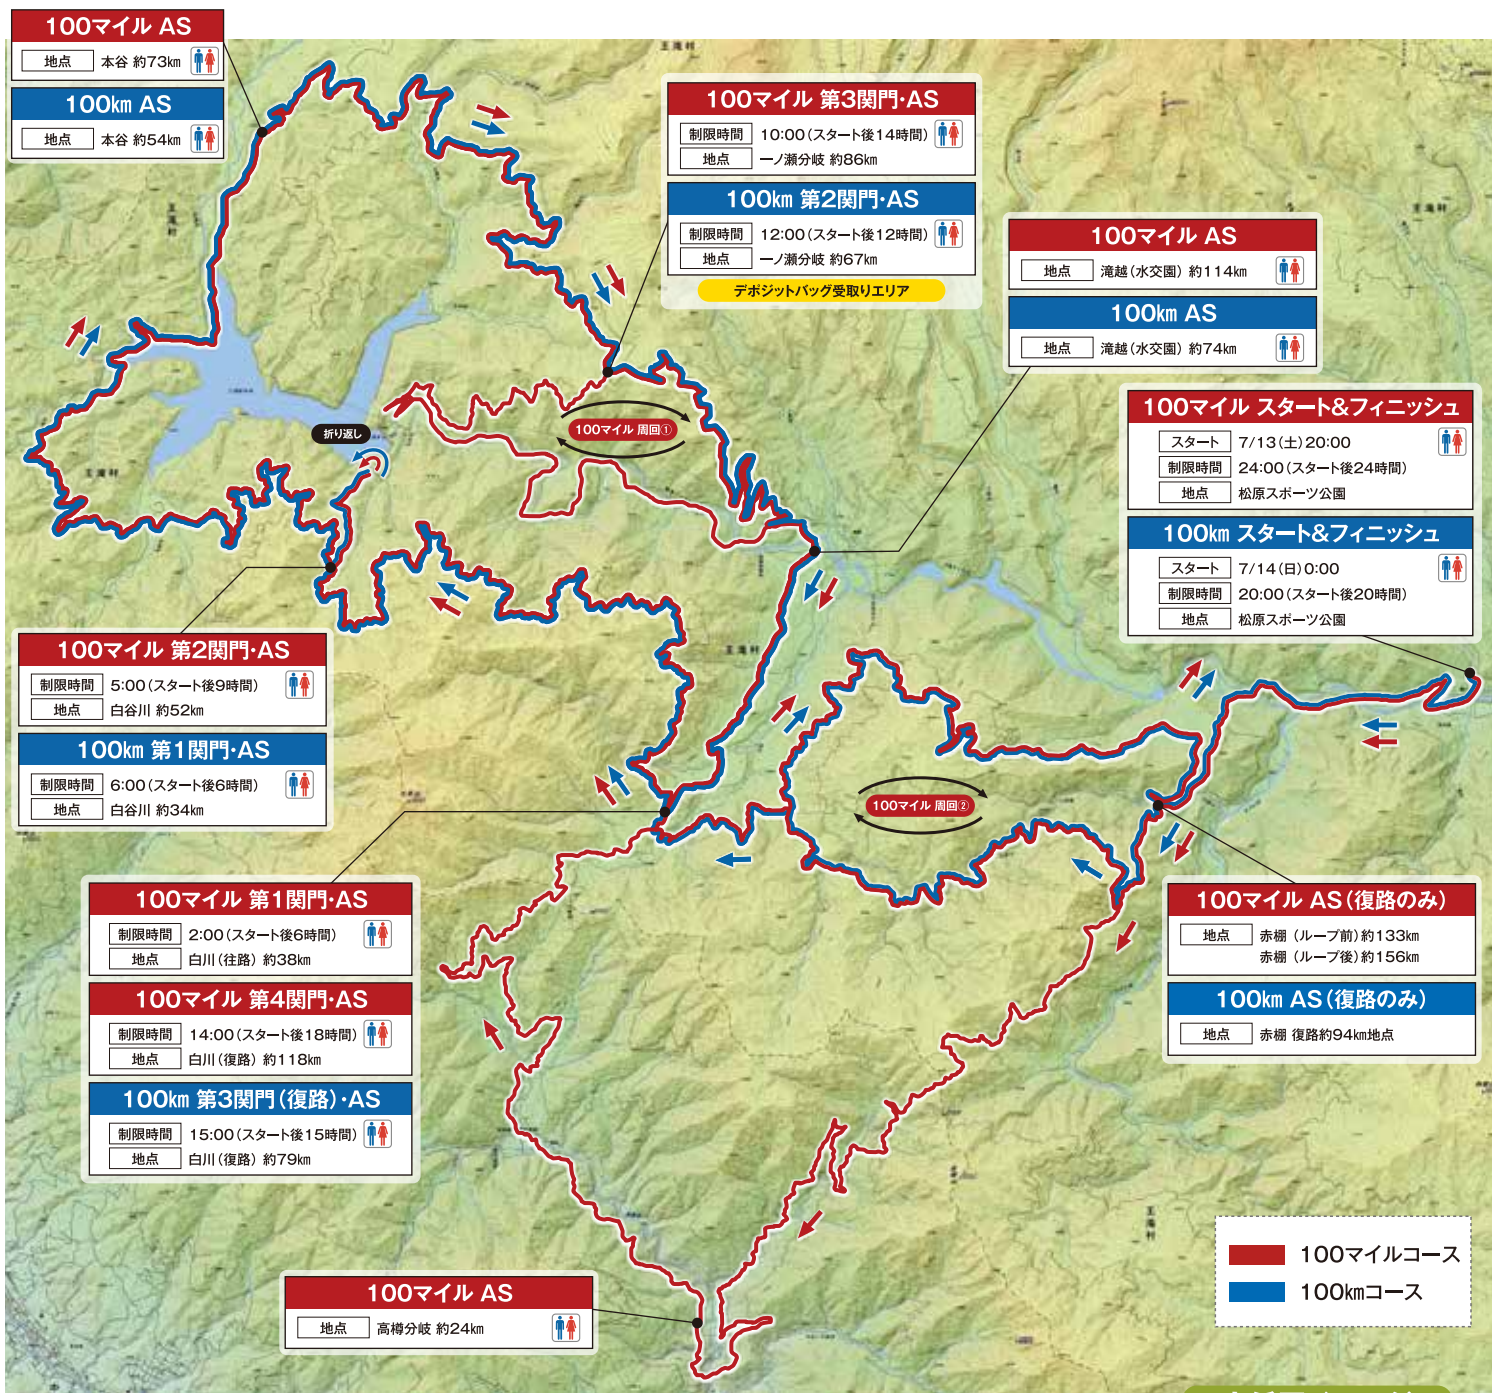 100マイル AS
地点 本谷 約73km
100km AS
地点 本谷 約54km
100マイル 第3関門・AS
制限時間 10:00(スタート後14時間)
地点 一ノ瀬分岐 約86km
100km 第2関門・AS
制限時間 12:00(スタート後12時間)
地点 一ノ瀬分岐 約67km
デポジットバッグ受取りエリア
100マイル AS
地点 滝越(水交園) 約114km
100km AS
地点 滝越(水交園) 約74km
100マイル スタート&フィニッシュ
スタート 7/13(土)20:00
制限時間 24:00(スタート後24時間)
地点 松原スポーツ公園
100km スタート&フィニッシュ
スタート 7/14(日)0:00
制限時間 20:00(スタート後20時間)
地点 松原スポーツ公園
折り返し
100マイル 周回①
100マイル 第2関門・AS
制限時間 5:00(スタート後9時間)
地点 白谷川 約52km
100km 第1関門・AS
制限時間 6:00(スタート後6時間)
地点 白谷川 約34km
100マイル 周回②
100マイル 第1関門・AS
制限時間 2:00(スタート後6時間)
地点 白川(往路) 約38km
100マイル 第4関門・AS
制限時間 14:00(スタート後18時間)
地点 白川(復路) 約118km
100km 第3関門(復路)・AS
制限時間 15:00(スタート後15時間)
地点 白川(復路) 約79km
100マイル AS(復路のみ)
地点 赤棚 (ループ前)約133km
赤棚 (ループ後)約156km
100km AS(復路のみ)
地点 赤棚 復路約94km地点
100マイル AS
地点 高樽分岐 約24km
100マイルコース
100kmコース
王滝村
王滝村
王滝村
王滝村
王滝村
王滝村